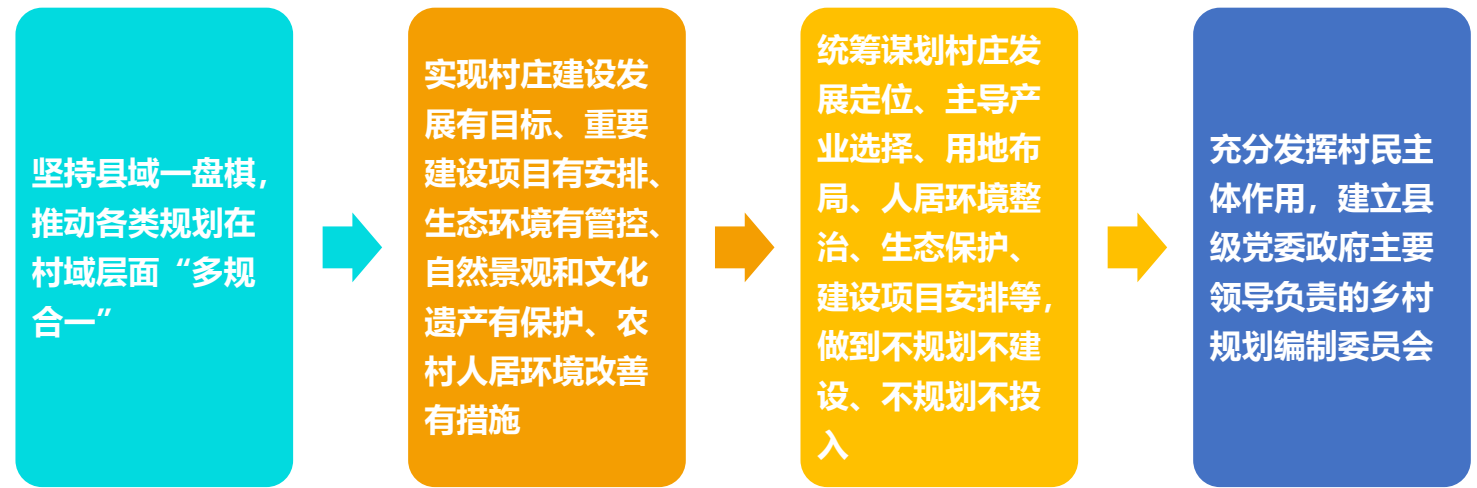 坚持县域一盘棋，
推动各类规划在
村域层面“多规
合一”
实现村庄建设发
展有目标、重要
建设项目有安排、
生态环境有管控、
自然景观和文化
遗产有保护、农
村人居环境改善
有措施
统筹谋划村庄发
展定位、主导产
业选择、用地布
局、人居环境整
治、生态保护、
建设项目安排等，
做到不规划不建
设、不规划不投
入
充分发挥村民主
体作用，建立县
级党委政府主要
领导负责的乡村
规划编制委员会